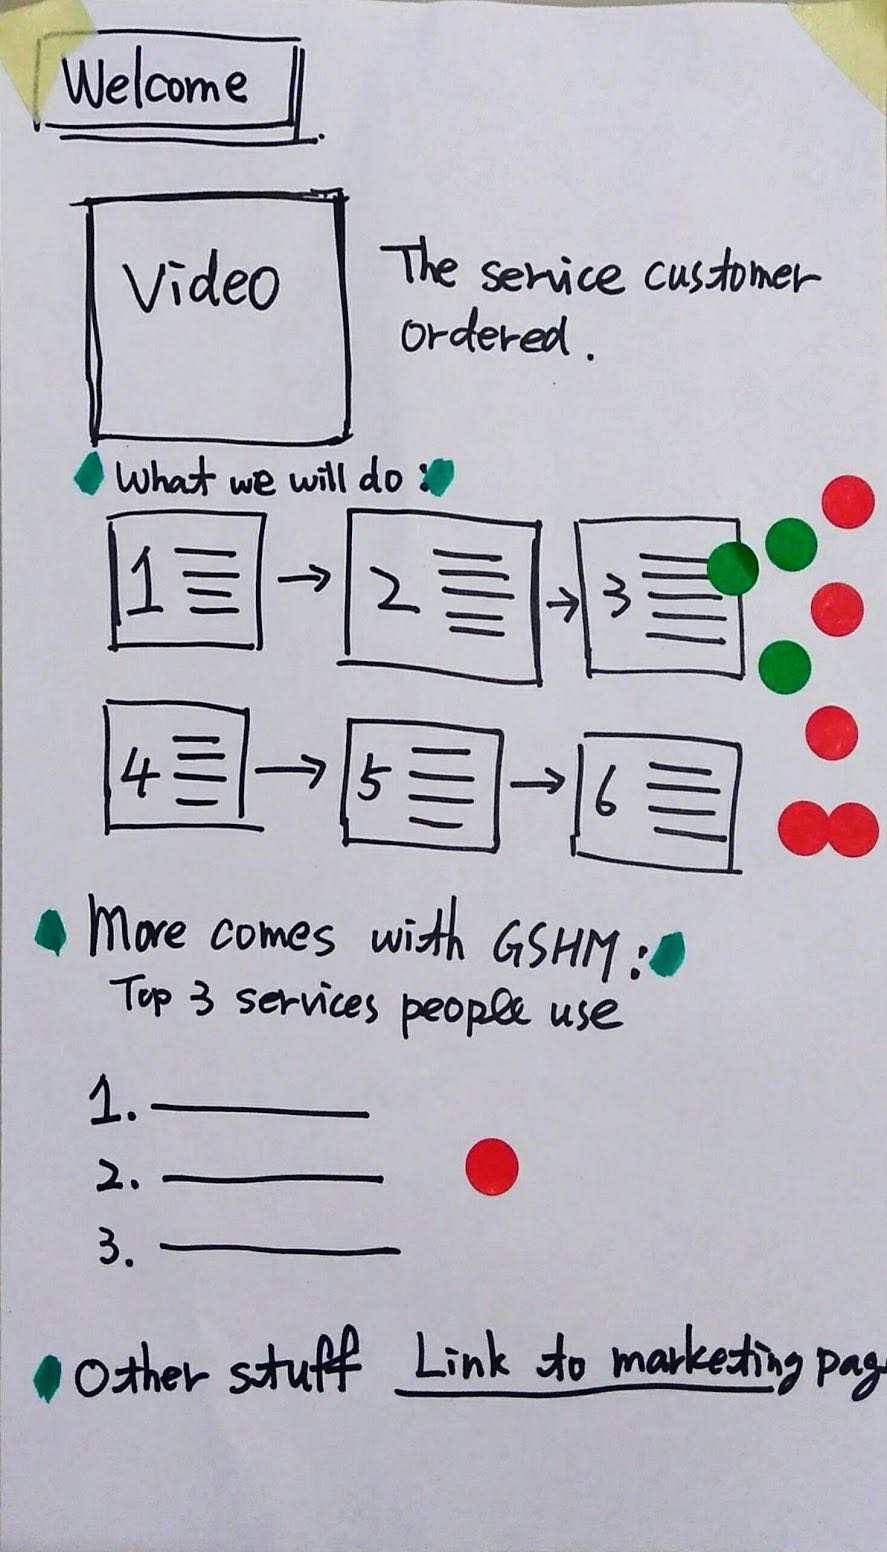 Welcome
Video
The service customer
ordered.
What we will do:
1 → 2 → 3
4 → 5 → 6
More comes with GSHM:
Top 3 services people use
1.
2.
3.
Other stuff Link to marketing pag